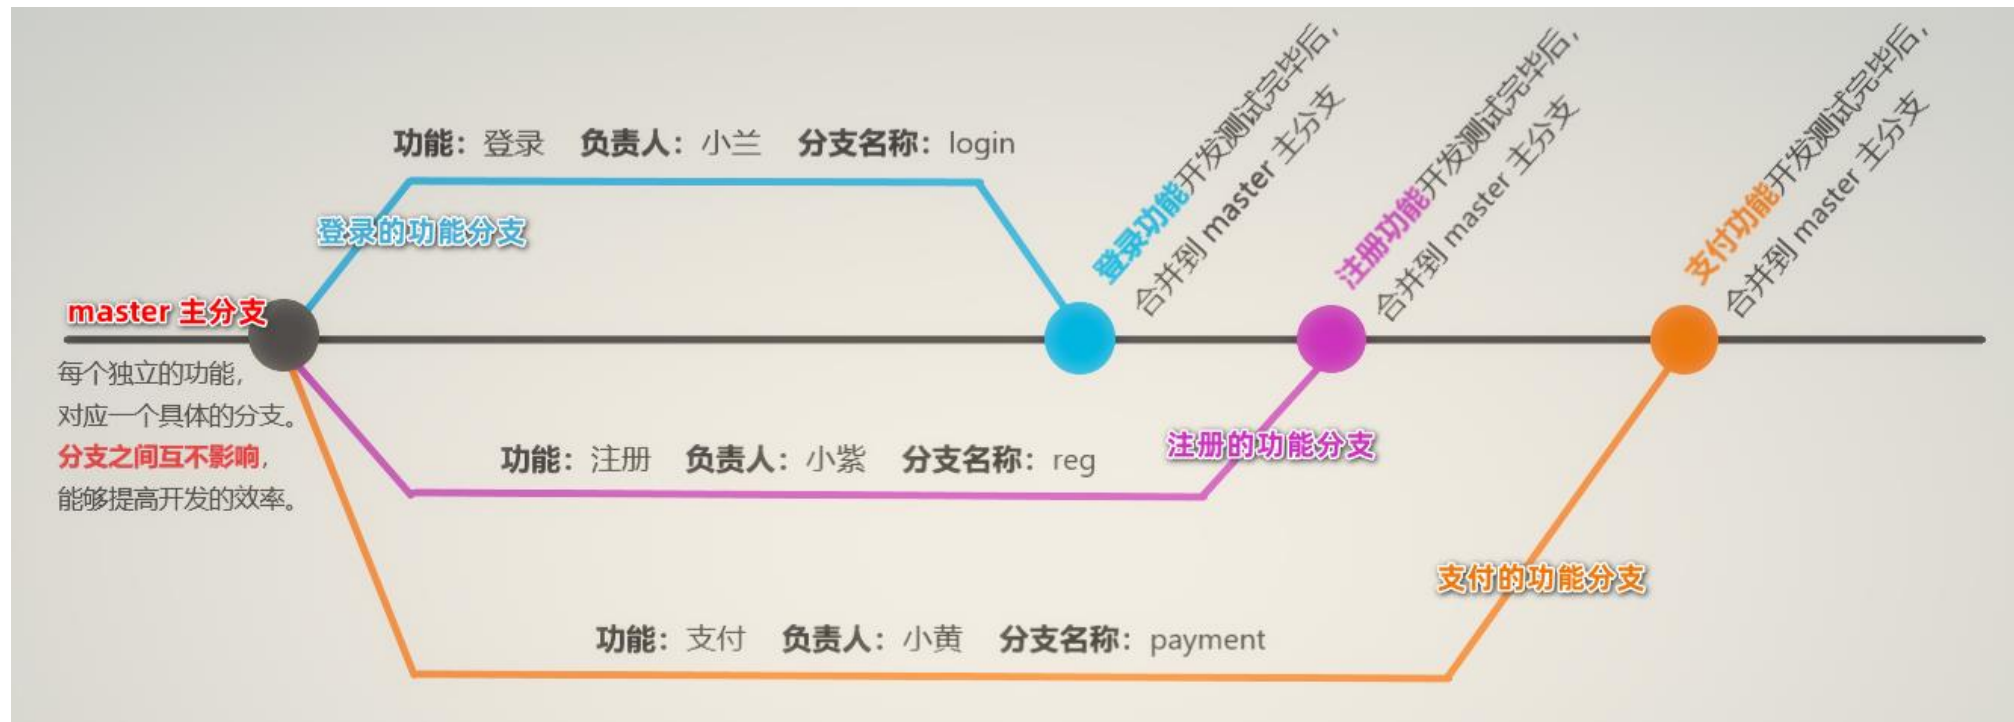 功能：登录 负责人：小兰 分支名称：login
登录的功能分支
master 主分支
每个独立的功能，
对应一个具体的分支。
分支之间互不影响，
能够提高开发的效率。
登录功能开发测试完毕后，
合并到 master 主分支
注册功能开发测试完毕后，
合并到 master 主分支
支付功能开发测试完毕后，
合并到 master 主分支
功能：注册 负责人：小紫 分支名称：reg
注册的功能分支
支付的功能分支
功能：支付 负责人：小黄 分支名称：payment